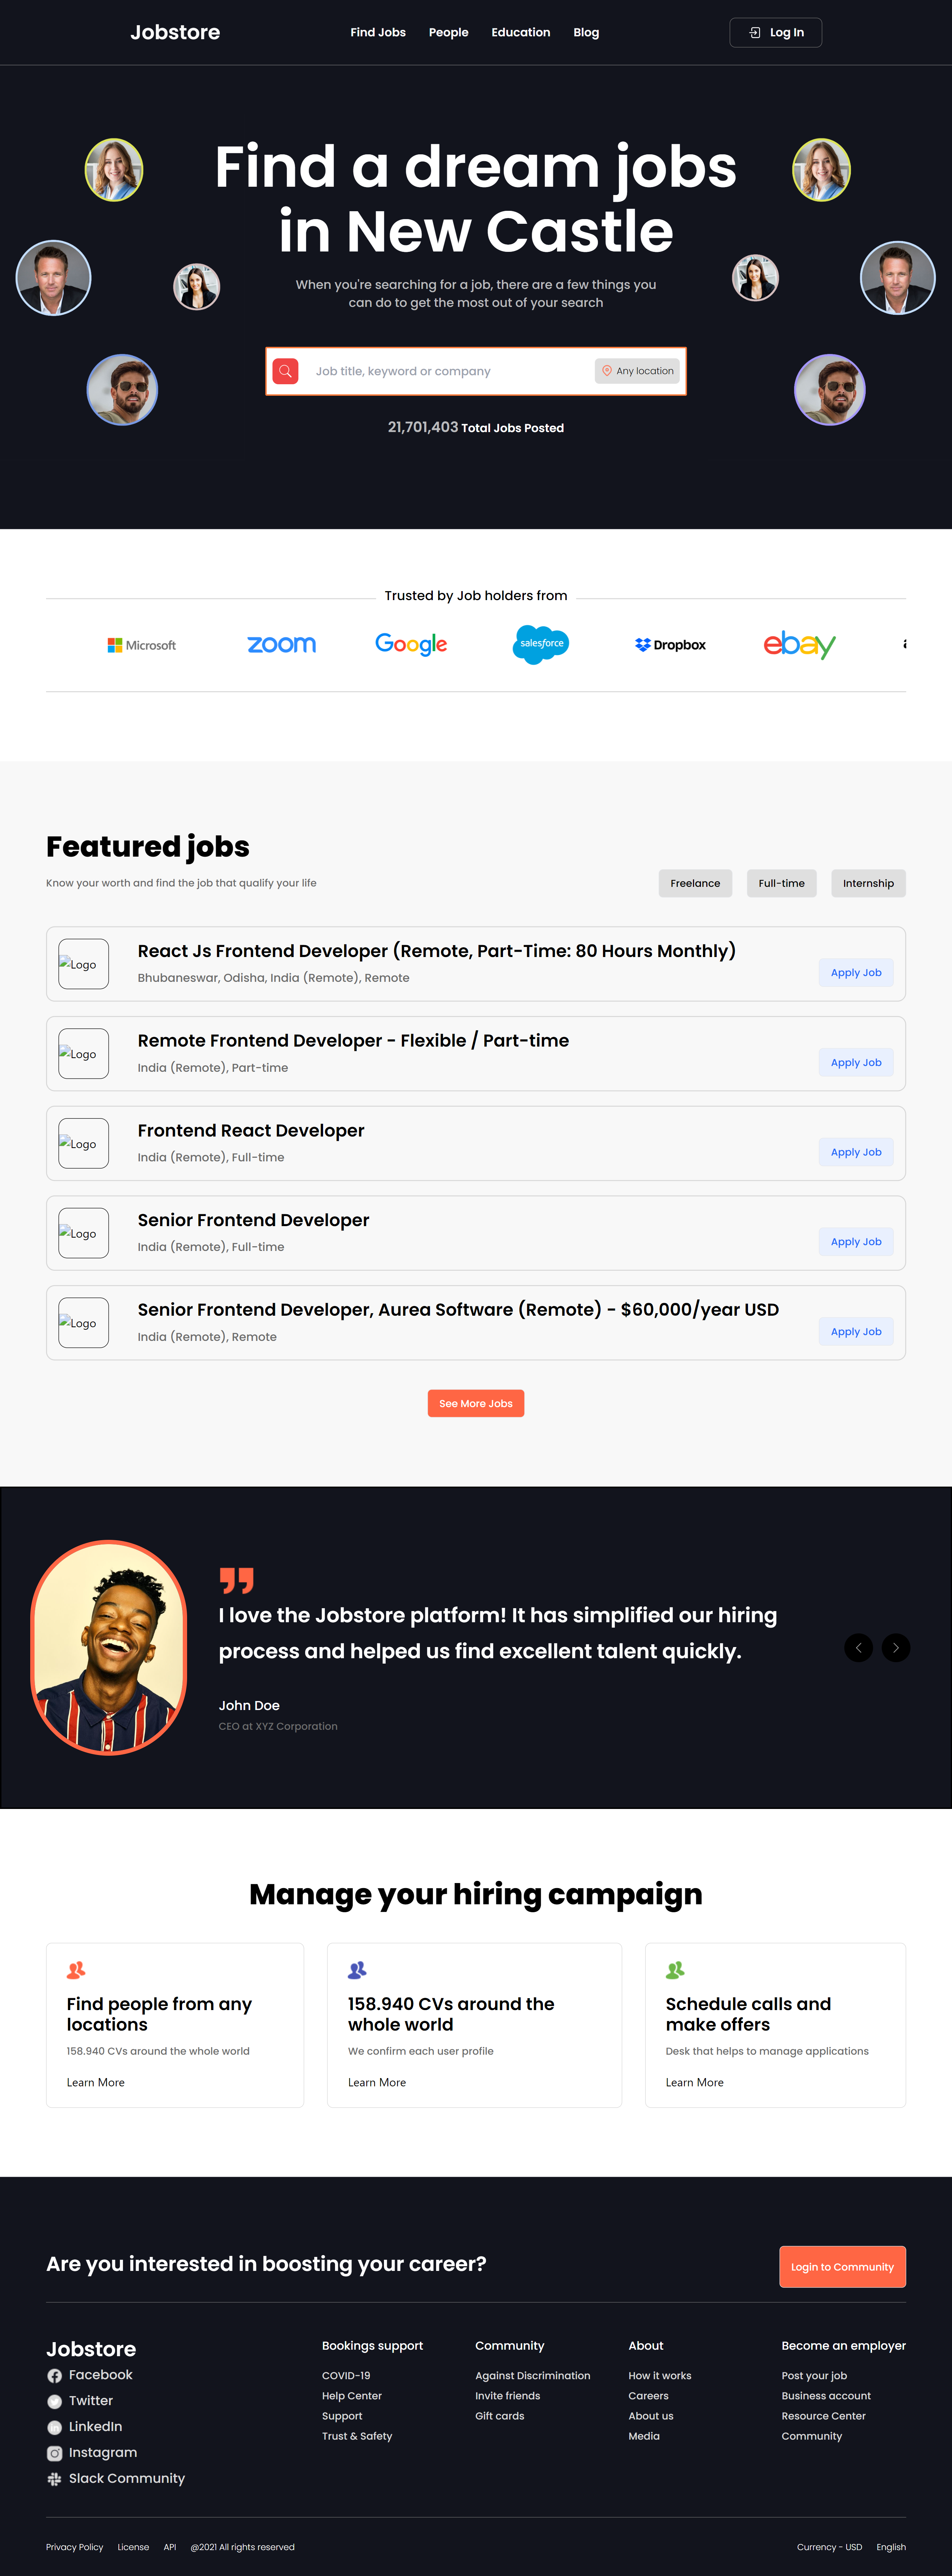 Jobstore
Find Jobs People Education Blog
Log In
Find a dream jobs
in New Castle
When you're searching for a job, there are a few things you
can do to get the most out of your search
Job title, keyword or company
Any location
21,701,403 Total Jobs Posted
Trusted by Job holders from
Microsoft
zoom
Google
salesforce
Dropbox
ebay
Featured jobs
Know your worth and find the job that qualify your life
Freelance
Full-time
Internship
Logo
React Js Frontend Developer (Remote, Part-Time: 80 Hours Monthly)
Bhubaneswar, Odisha, India (Remote), Remote
Apply Job
Logo
Remote Frontend Developer - Flexible / Part-time
India (Remote), Part-time
Apply Job
Logo
Frontend React Developer
India (Remote), Full-time
Apply Job
Logo
Senior Frontend Developer
India (Remote), Full-time
Apply Job
Logo
Senior Frontend Developer, Aurea Software (Remote) - $60,000/year USD
India (Remote), Remote
Apply Job
See More Jobs
I love the Jobstore platform! It has simplified our hiring
process and helped us find excellent talent quickly.
John Doe
CEO at XYZ Corporation
Manage your hiring campaign
Find people from any
locations
158.940 CVs around the whole world
Learn More
158.940 CVs around the
whole world
We confirm each user profile
Learn More
Schedule calls and
make offers
Desk that helps to manage applications
Learn More
Are you interested in boosting your career?
Login to Community
Jobstore
Facebook
Twitter
LinkedIn
Instagram
Slack Community
Bookings support
COVID-19
Help Center
Support
Trust & Safety
Community
Against Discrimination
Invite friends
Gift cards
About
How it works
Careers
About us
Media
Become an employer
Post your job
Business account
Resource Center
Community
Privacy Policy License API @2021 All rights reserved
Currency - USD English